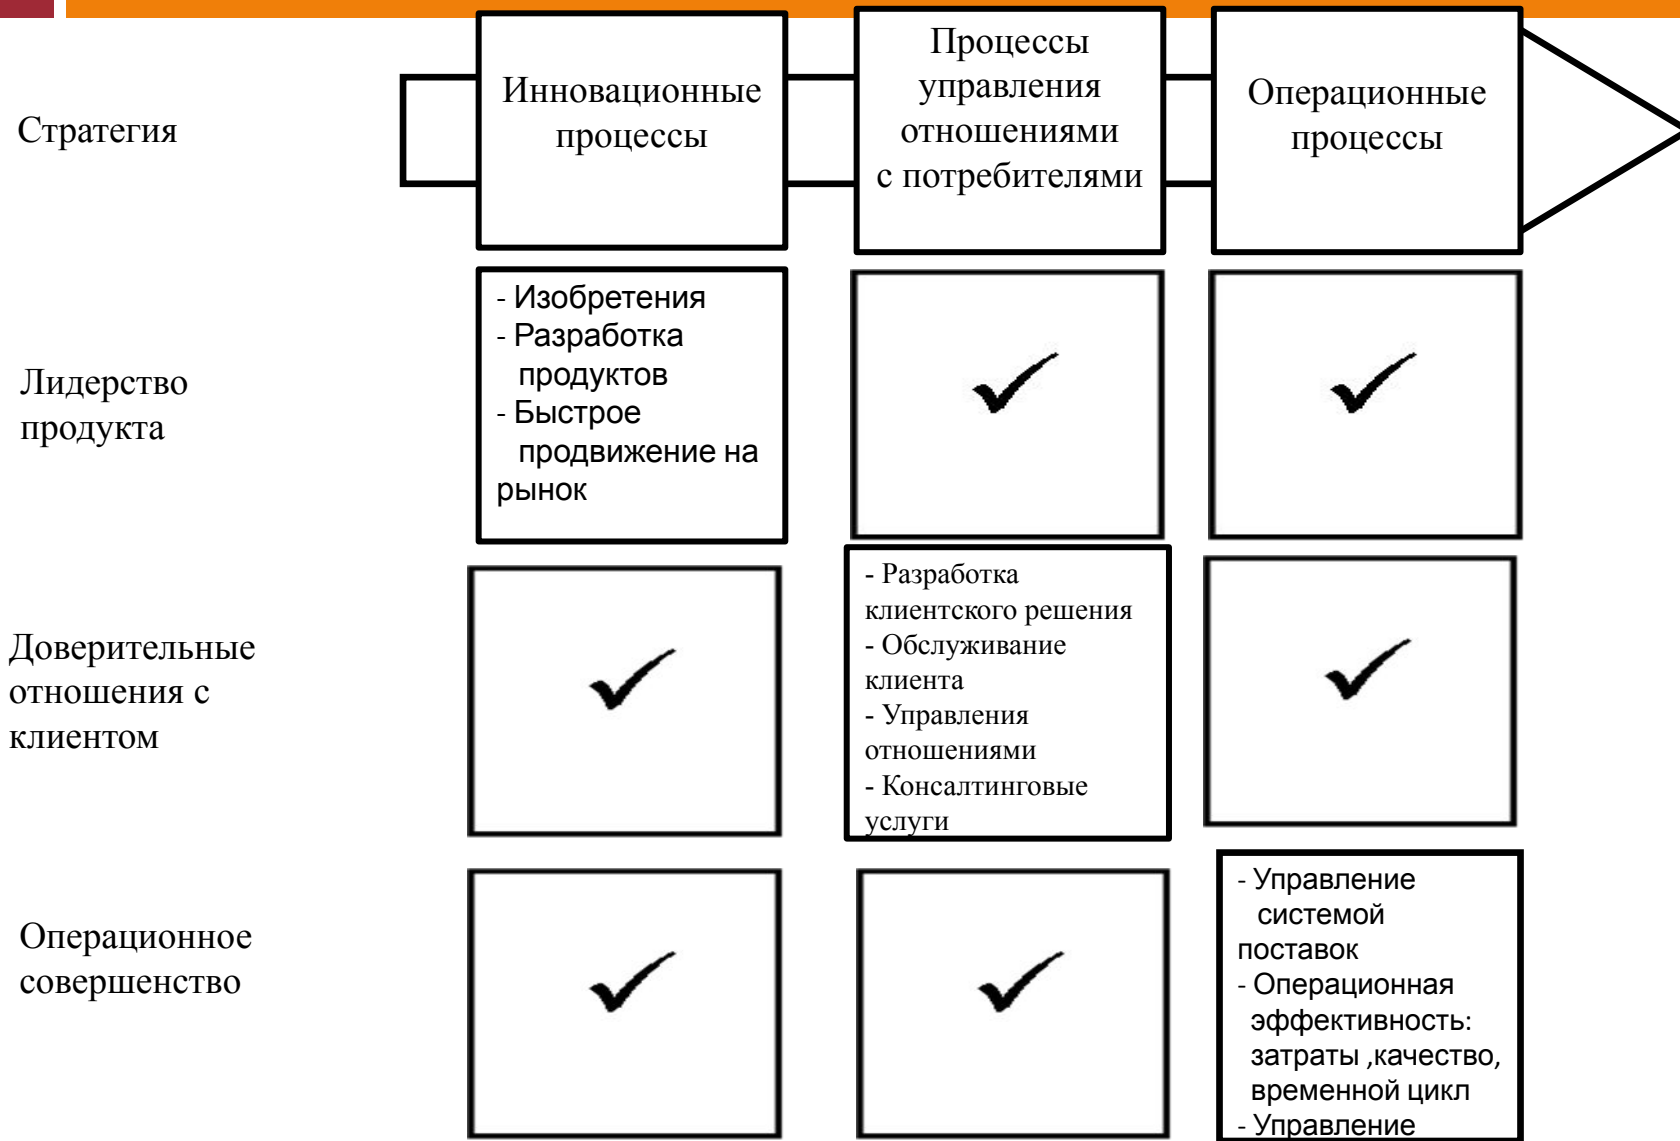 Стратегия
Инновационные
процессы
Процессы
управления
отношениями
с потребителями
Операционные
процессы
Лидерство
продукта
- Изобретения
- Разработка
продуктов
- Быстрое
продвижение на
рынок
Доверительные
отношения с
клиентом
- Разработка
клиентского решения
- Обслуживание
клиента
- Управления
отношениями
- Консалтинговые
услуги
Операционное
совершенство
- Управление
системой
поставок
- Операционная
эффективность:
затраты ,качество,
временной цикл
- Управление